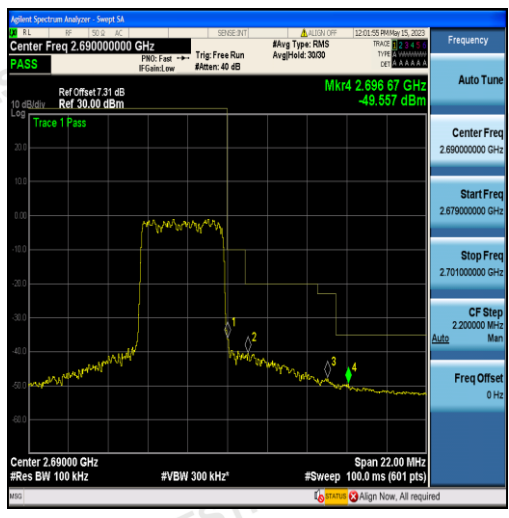 Agilent Spectrum Analyzer - Swept SA
RL RF 50 Ω AC SENSE:INT ALIGN OFF 12:01:55 PM May 15, 2023
Center Freq 2.690000000 GHz #Avg Type: RMS TRACE 1 2 3 4 5 6 Frequency
PASS PNO: Fast Trig: Free Run Avg|Hold: 30/30 TYPE A
IFGain:Low #Atten: 40 dB DET A A A A A A
Auto Tune
Ref Offset 7.31 dB Mkr4 2.696 67 GHz
10 dB/div Ref 30.00 dBm -49.557 dBm
Log
Trace 1 Pass
Center Freq
2.690000000 GHz
20.0
10.0
Start Freq
2.679000000 GHz
0.00
-10.0
Stop Freq
2.701000000 GHz
-20.0
CF Step
2.200000 MHz
Auto Man
-30.0
1
2
-40.0
3
4
Freq Offset
0 Hz
-50.0
-60.0
Center 2.69000 GHz Span 22.00 MHz
#Res BW 100 kHz #VBW 300 kHz* #Sweep 100.0 ms (601 pts)
MSG STATUS Align Now, All required